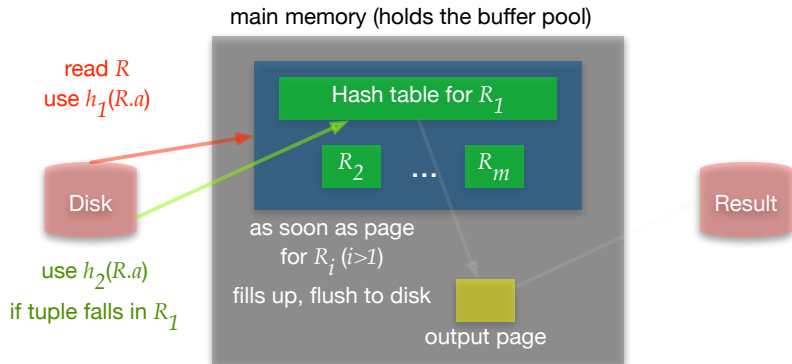 main memory (holds the buffer pool)
read R
use h1(R.a)
Hash table for R1
R2 ... Rm
Disk
Result
as soon as page
for Ri (i>1)
fills up, flush to disk
use h2(R.a)
if tuple falls in R1
output page